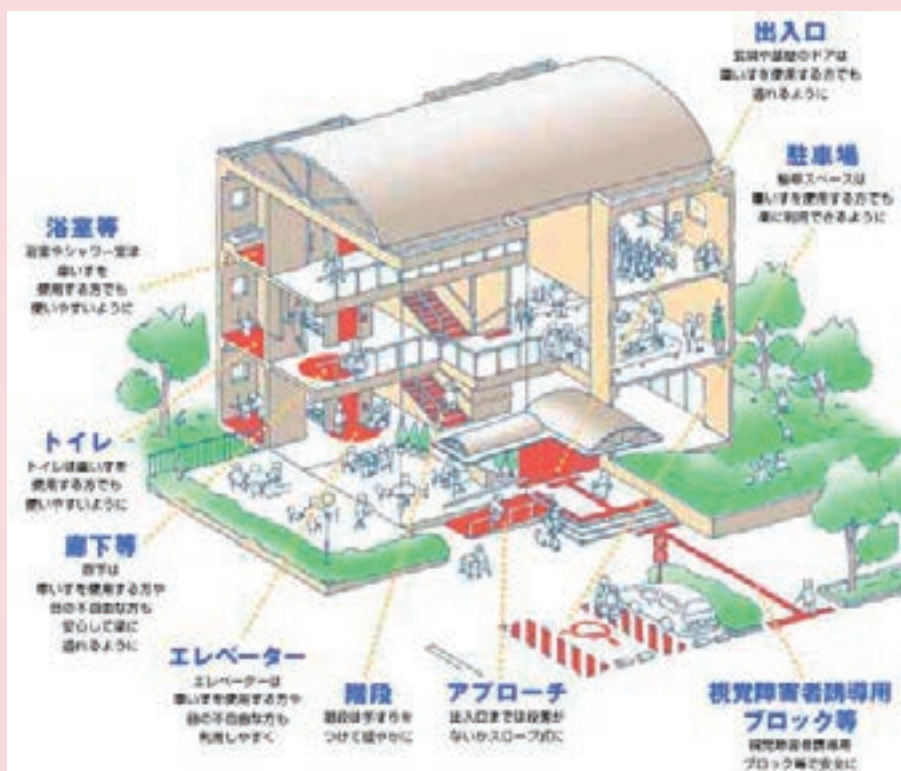 出入口
玄関や部屋のドアは
車いすを使用する方でも
通れるように
駐車場
駐車スペースは
車いすを使用する方でも
楽に利用できるように
浴室等
浴室やシャワー室は
車いすを
使用する方でも
使いやすいように
トイレ
トイレは車いすを
使用する方でも
使いやすいように
廊下等
廊下は
車いすを使用する方や
目の不自由な方も
安心して楽に
通れるように
エレベーター
エレベーターは
車いすを使用する方や
目の不自由な方も
利用しやすく
階段
階段は手すりを
つけて緩やかに
アプローチ
出入口までは段差が
ないかスロープ式に
視覚障害者誘導用
ブロック等
視覚障害者誘導用
ブロック等で安全に